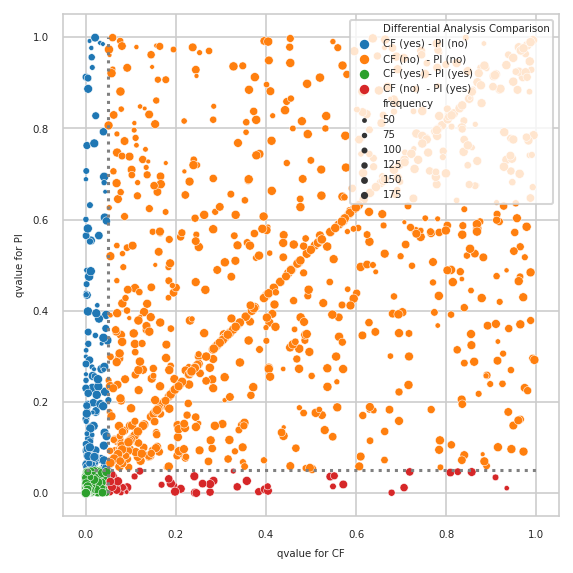 Differential Analysis Comparison
CF (yes) - PI (no)
CF (no)  - PI (no)
CF (yes) - PI (yes)
CF (no)  - PI (yes)
frequency
50
75
100
125
150
175
qvalue for PI
1.0
0.8
0.6
0.4
0.2
0.0
0.0 0.2 0.4 0.6 0.8 1.0
qvalue for CF